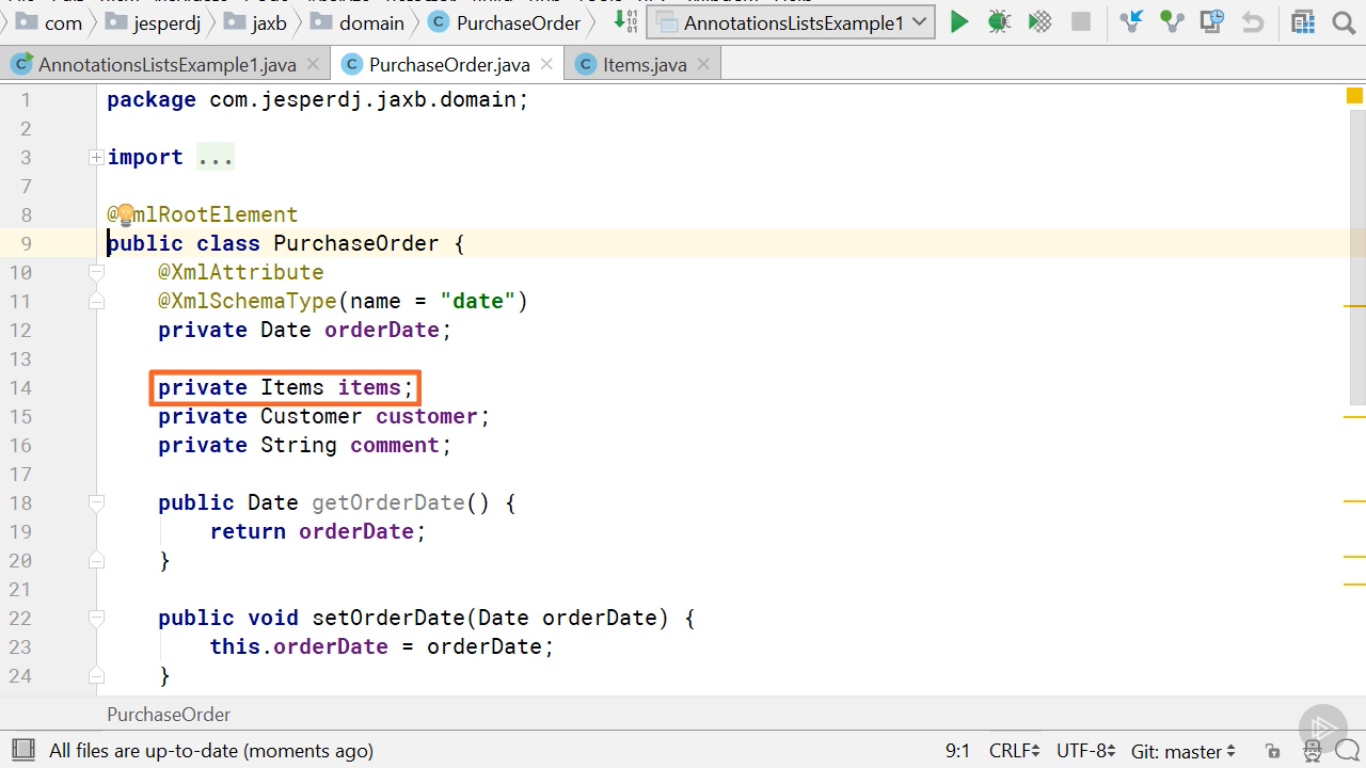 com jesperdj jaxb domain PurchaseOrder AnnotationsListsExample1
AnnotationsListsExample1.java PurchaseOrder.java Items.java
1 package com.jesperdj.jaxb.domain;
2
3 import ...
7
8 @XmlRootElement
9 public class PurchaseOrder {
10 @XmlAttribute
11 @XmlSchemaType(name = "date")
12 private Date orderDate;
13
14 private Items items;
15 private Customer customer;
16 private String comment;
17
18 public Date getOrderDate() {
19 return orderDate;
20 }
21
22 public void setOrderDate(Date orderDate) {
23 this.orderDate = orderDate;
24 }
PurchaseOrder
All files are up-to-date (moments ago) 9:1 CRLF UTF-8 Git: master